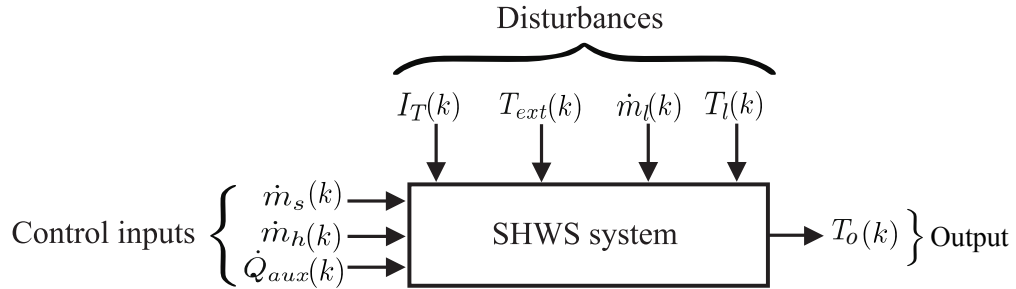 Disturbances
I_T(k) T_ext(k) ṁ_l(k) T_l(k)
ṁ_s(k)
Control inputs ṁ_h(k) SHWS system T_o(k) Output
Q̇_aux(k)